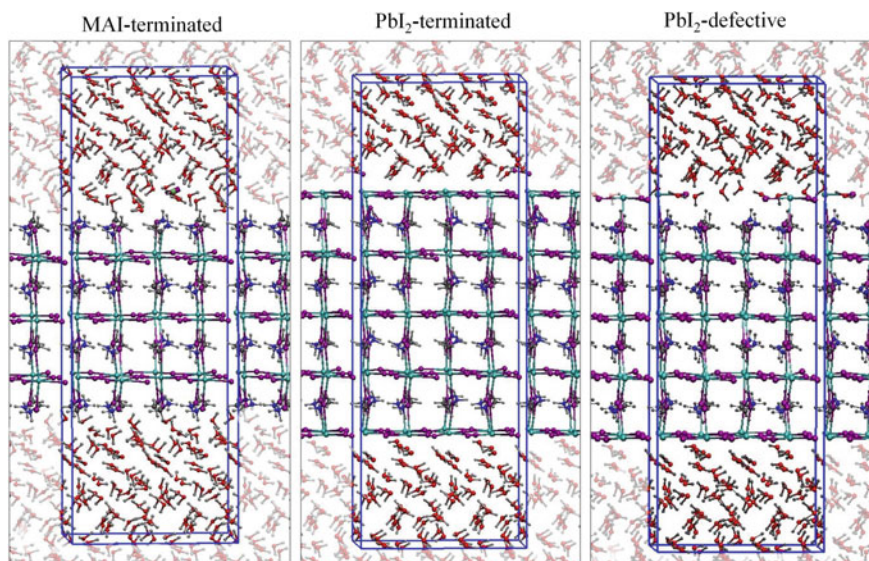 MAI-terminated
PbI₂-terminated
PbI₂-defective